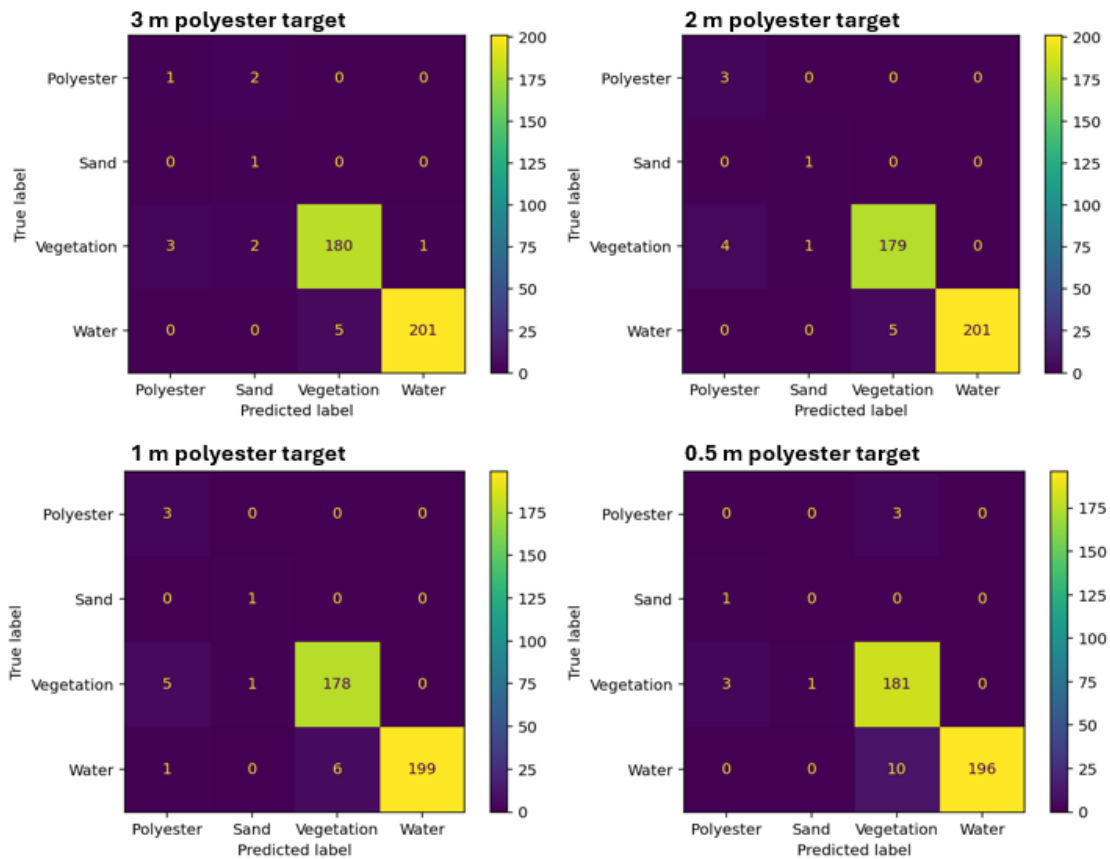 3 m polyester target
200
175
150
125
100
75
50
25
0
True label
Polyester 1 2 0 0
Sand 0 1 0 0
Vegetation 3 2 180 1
Water 0 0 5 201
Polyester Sand Vegetation Water
Predicted label
2 m polyester target
200
175
150
125
100
75
50
25
0
True label
Polyester 3 0 0 0
Sand 0 1 0 0
Vegetation 4 1 179 0
Water 0 0 5 201
Polyester Sand Vegetation Water
Predicted label
1 m polyester target
175
150
125
100
75
50
25
0
True label
Polyester 3 0 0 0
Sand 0 1 0 0
Vegetation 5 1 178 0
Water 1 0 6 199
Polyester Sand Vegetation Water
Predicted label
0.5 m polyester target
175
150
125
100
75
50
25
0
True label
Polyester 0 0 3 0
Sand 1 0 0 0
Vegetation 3 1 181 0
Water 0 0 10 196
Polyester Sand Vegetation Water
Predicted label